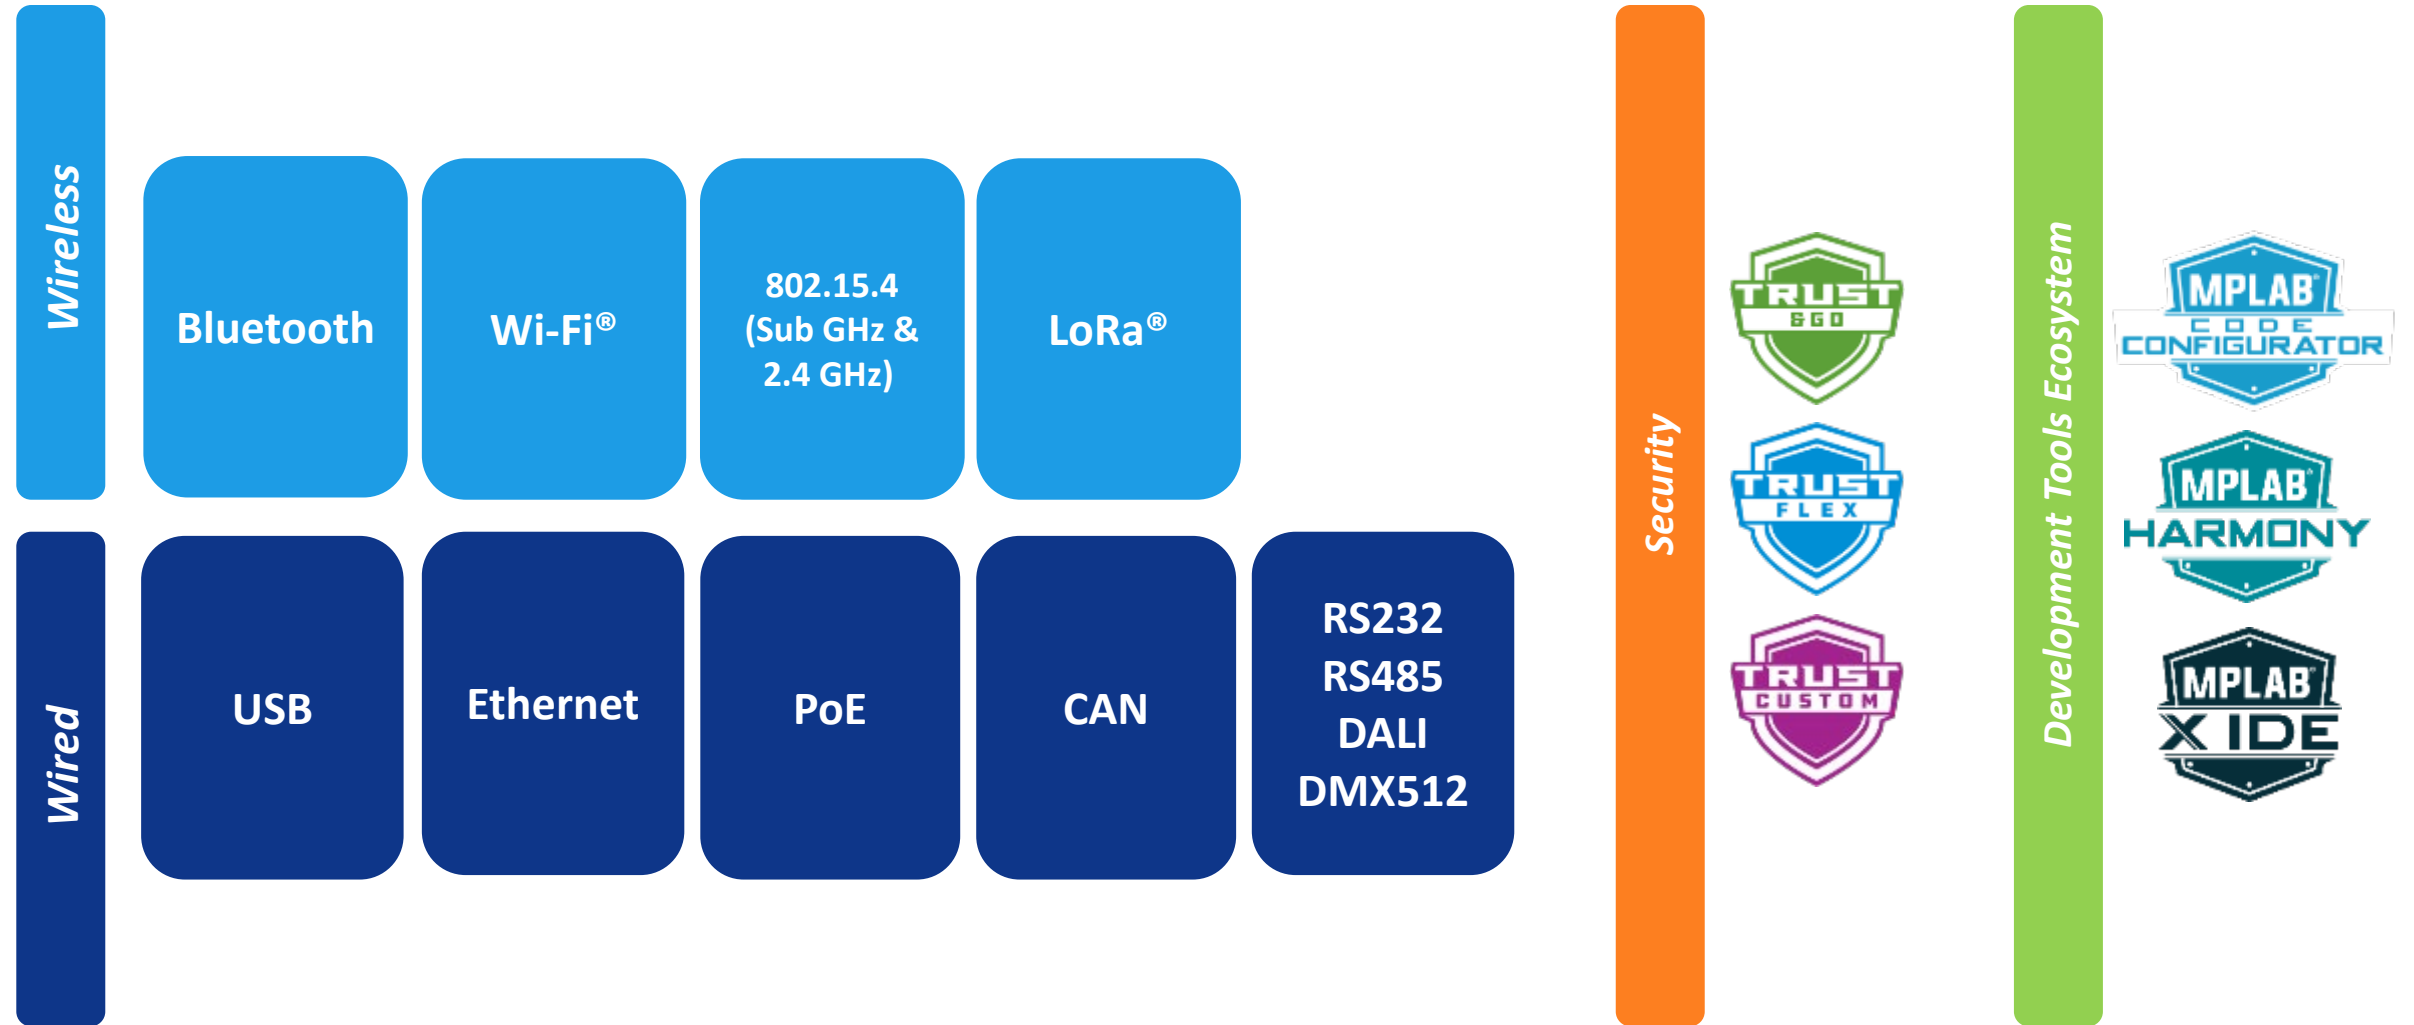 Wireless
Bluetooth
Wi-Fi®
802.15.4
(Sub GHz &
2.4 GHz)
LoRa®
Wired
USB
Ethernet
PoE
CAN
RS232
RS485
DALI
DMX512
Security
TRUST
&GO
TRUST
FLEX
TRUST
CUSTOM
Development Tools Ecosystem
MPLAB®
CODE
CONFIGURATOR
MPLAB®
HARMONY
MPLAB®
X IDE